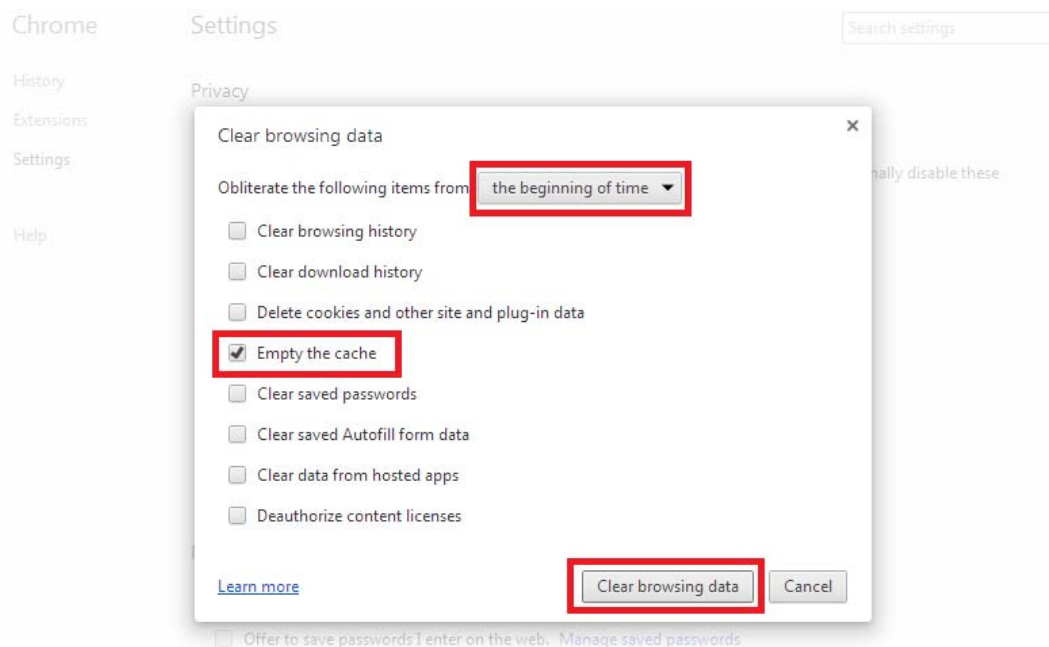 Chrome
Settings
Search settings
History
Extensions
Settings
Help
Privacy
nally disable these
Clear browsing data
Obliterate the following items from the beginning of time
Clear browsing history
Clear download history
Delete cookies and other site and plug-in data
Empty the cache
Clear saved passwords
Clear saved Autofill form data
Clear data from hosted apps
Deauthorize content licenses
Learn more
Clear browsing data
Cancel
Offer to save passwords I enter on the web. Manage saved passwords